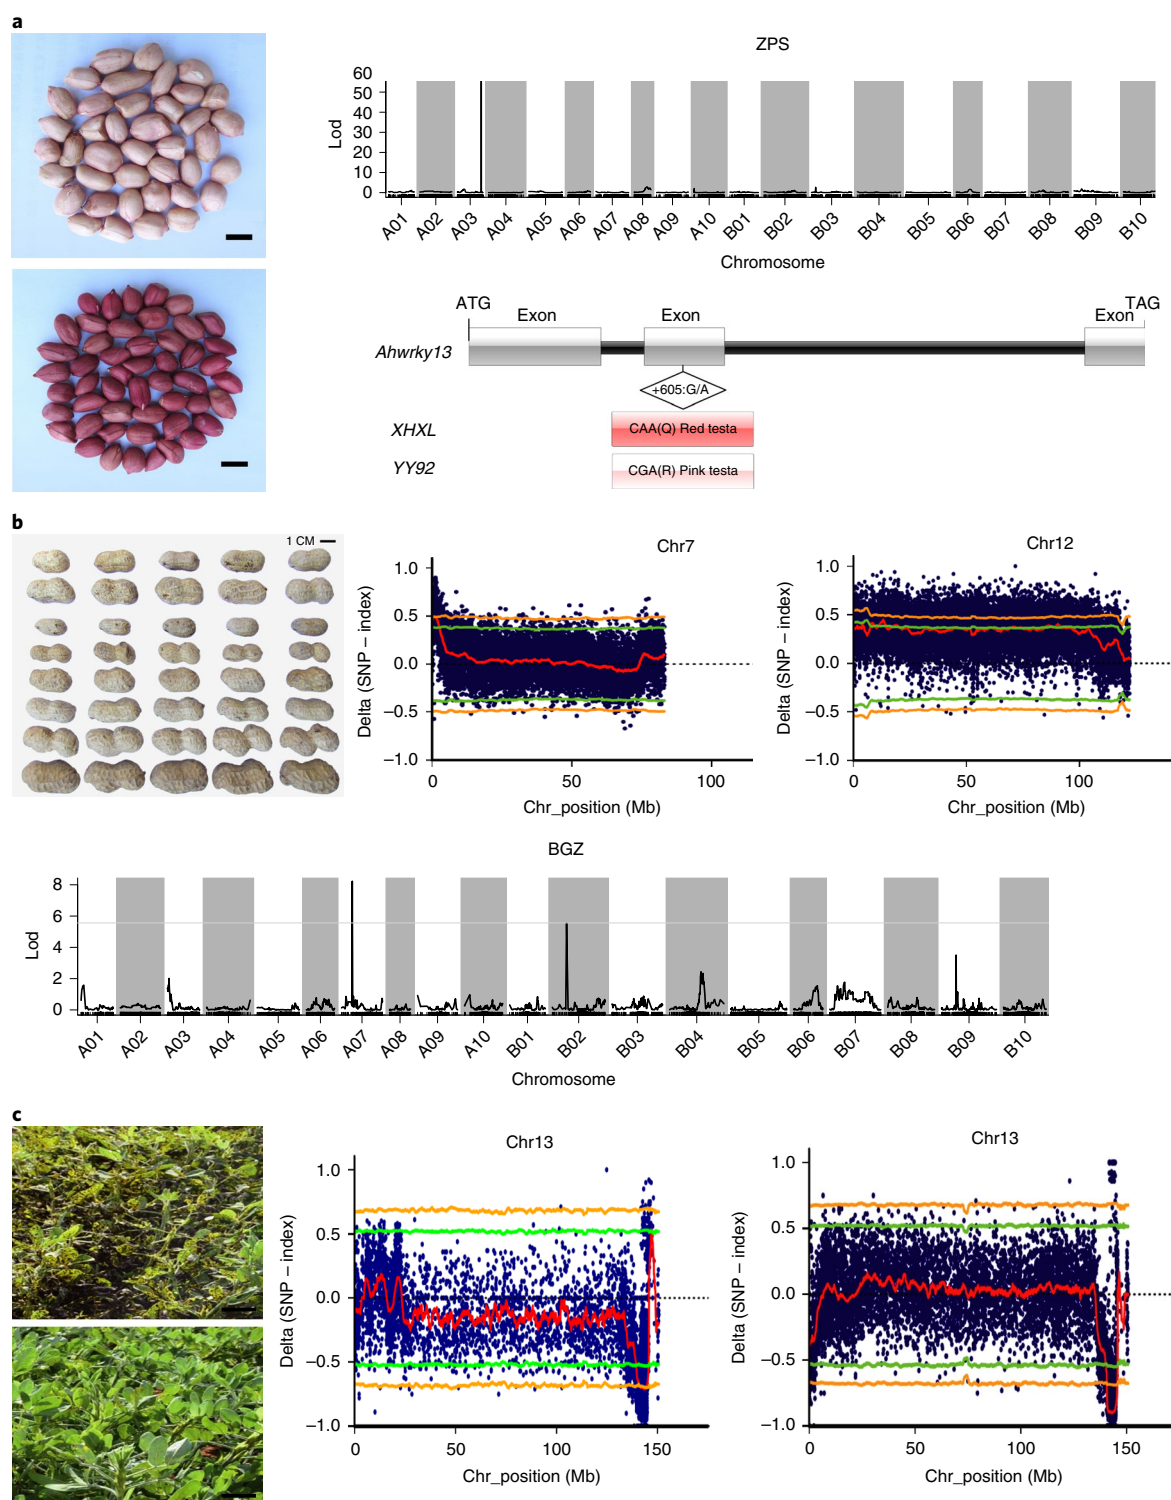 a
ZPS
Lod
60
50
40
30
20
10
0
A01 A02 A03 A04 A05 A06 A07 A08 A09 A10 B01 B02 B03 B04 B05 B06 B07 B08 B09 B10
Chromosome
ATG
TAG
Exon Exon Exon
Ahwrky13
+605:G/A
XHXL
CAA(Q) Red testa
YY92
CGA(R) Pink testa
b
1 CM
Chr7
Delta (SNP – index)
1.0
0.5
0.0
–0.5
–1.0
0 50 100
Chr_position (Mb)
Chr12
Delta (SNP – index)
1.0
0.5
0.0
–0.5
–1.0
0 50 100
Chr_position (Mb)
BGZ
Lod
8
6
4
2
0
A01 A02 A03 A04 A05 A06 A07 A08 A09 A10 B01 B02 B03 B04 B05 B06 B07 B08 B09 B10
Chromosome
c
Chr13
Delta (SNP – index)
1.0
0.5
0.0
–0.5
–1.0
0 50 100 150
Chr_position (Mb)
Chr13
Delta (SNP – index)
1.0
0.5
0.0
–0.5
–1.0
0 50 100 150
Chr_position (Mb)